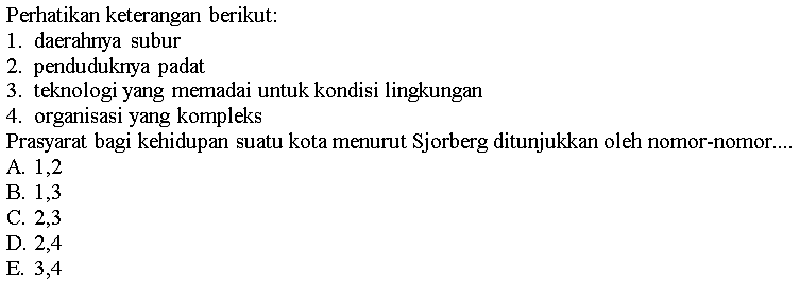 Perhatikan keterangan berikut:
1. daerahnya subur
2. penduduknya padat
3. teknologi yang memadai untuk kondisi lingkungan
4. organisasi yang kompleks
Prasyarat bagi kehidupan suatu kota menurut Sjorberg ditunjukkan oleh nomor-nomor....
A. 1,2
B. 1,3
C. 2,3
D. 2,4
E. 3,4